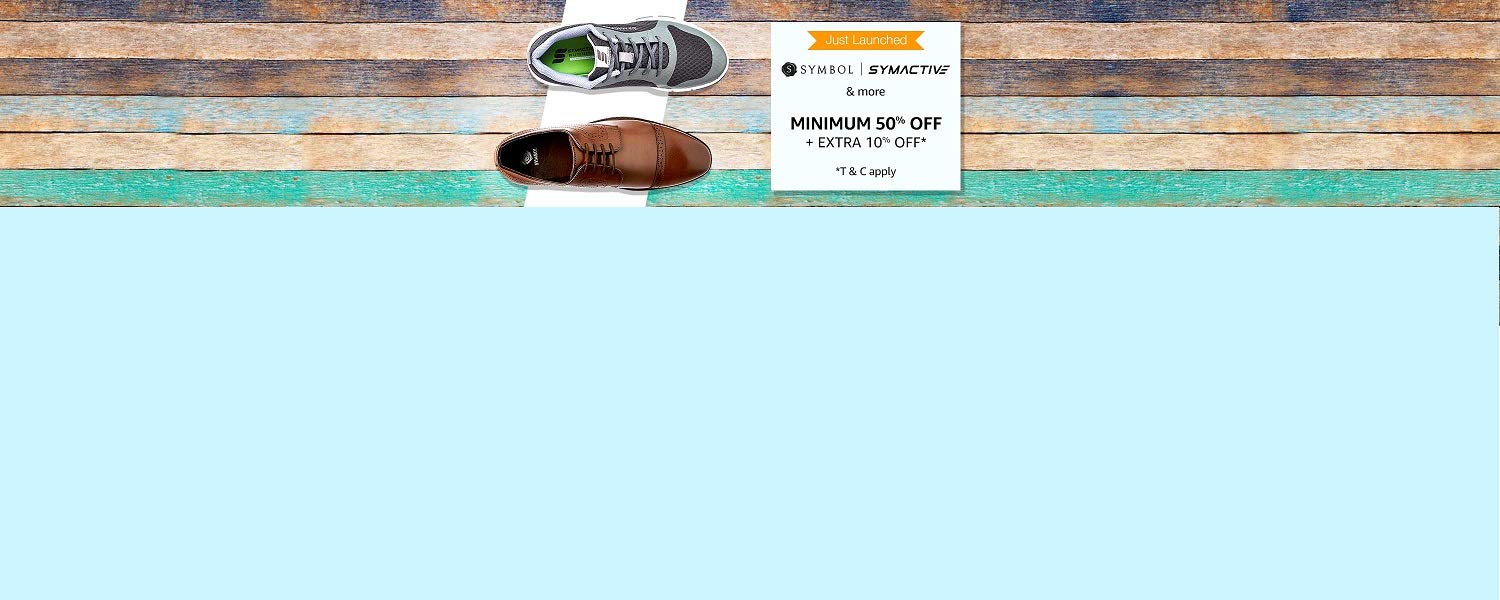 Just Launched
SYMBOL | SYMACTIVE
& more
MINIMUM 50% OFF
+ EXTRA 10% OFF*
*T & C apply